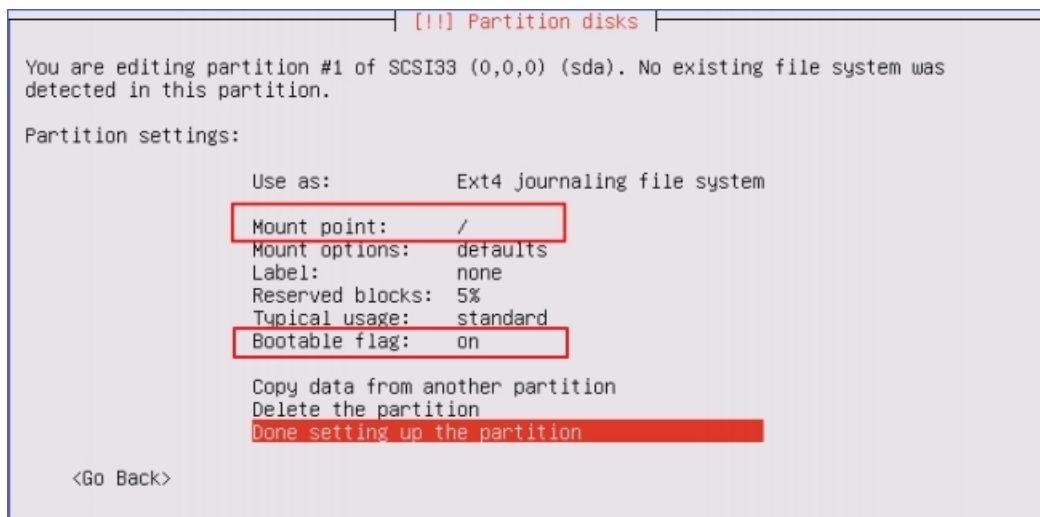 [!!] Partition disks
You are editing partition #1 of SCSI33 (0,0,0) (sda). No existing file system was
detected in this partition.
Partition settings:
Use as: Ext4 journaling file system
Mount point: /
Mount options: defaults
Label: none
Reserved blocks: 5%
Typical usage: standard
Bootable flag: on
Copy data from another partition
Delete the partition
Done setting up the partition
<Go Back>